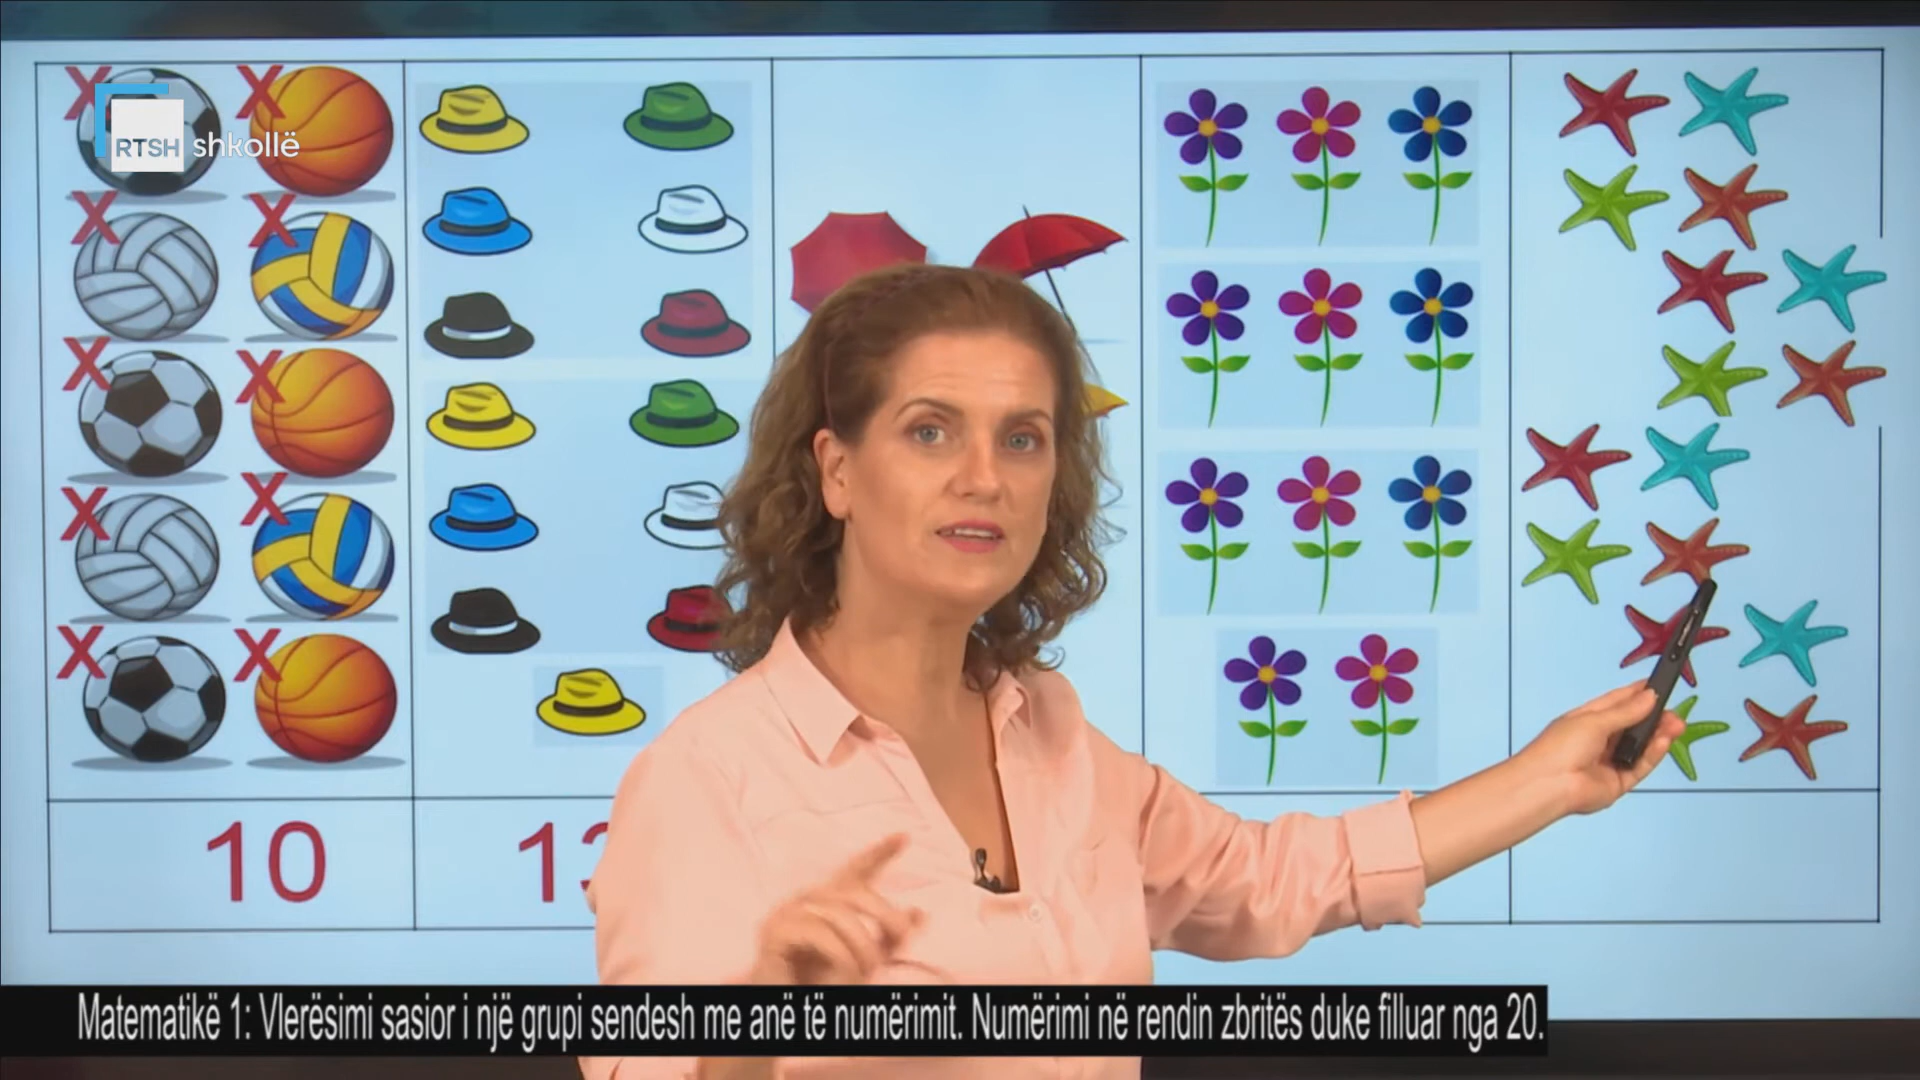 RTSH shkollë
X X
X X
X X
X X
X X
10
Matematikë 1: Vlerësimi sasior i një grupi sendesh me anë të numërimit. Numërimi në rendin zbritës duke filluar nga 20.